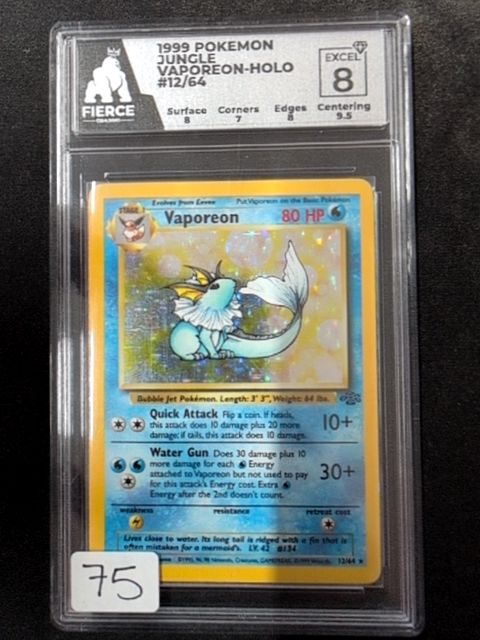 1999 POKEMON
JUNGLE
VAPOREON-HOLO
#12/64
EXCEL
8
FIERCE
Surface Corners Edges Centering
8 7 8 9.5
Evolves from Eevee Put Vaporeon on the Basic Pokémon
STAGE 1
Vaporeon 80 HP
Bubble Jet Pokémon. Length: 3' 3", Weight: 64 lbs.
Quick Attack Flip a coin. If heads,
this attack does 10 damage plus 20 more
damage; if tails, this attack does 10 damage.
10+
Water Gun Does 30 damage plus 10
more damage for each Energy
attached to Vaporeon but not used to pay
for this attack's Energy cost. Extra
Energy after the 2nd doesn't count.
30+
weakness resistance retreat cost
Lives close to water. Its long tail is ridged with a fin that is
often mistaken for a mermaid's. LV. 42 #134
12/64
75